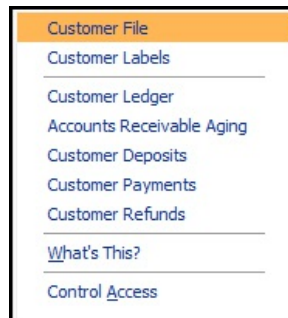 Customer File
Customer Labels
Customer Ledger
Accounts Receivable Aging
Customer Deposits
Customer Payments
Customer Refunds
What's This?
Control Access